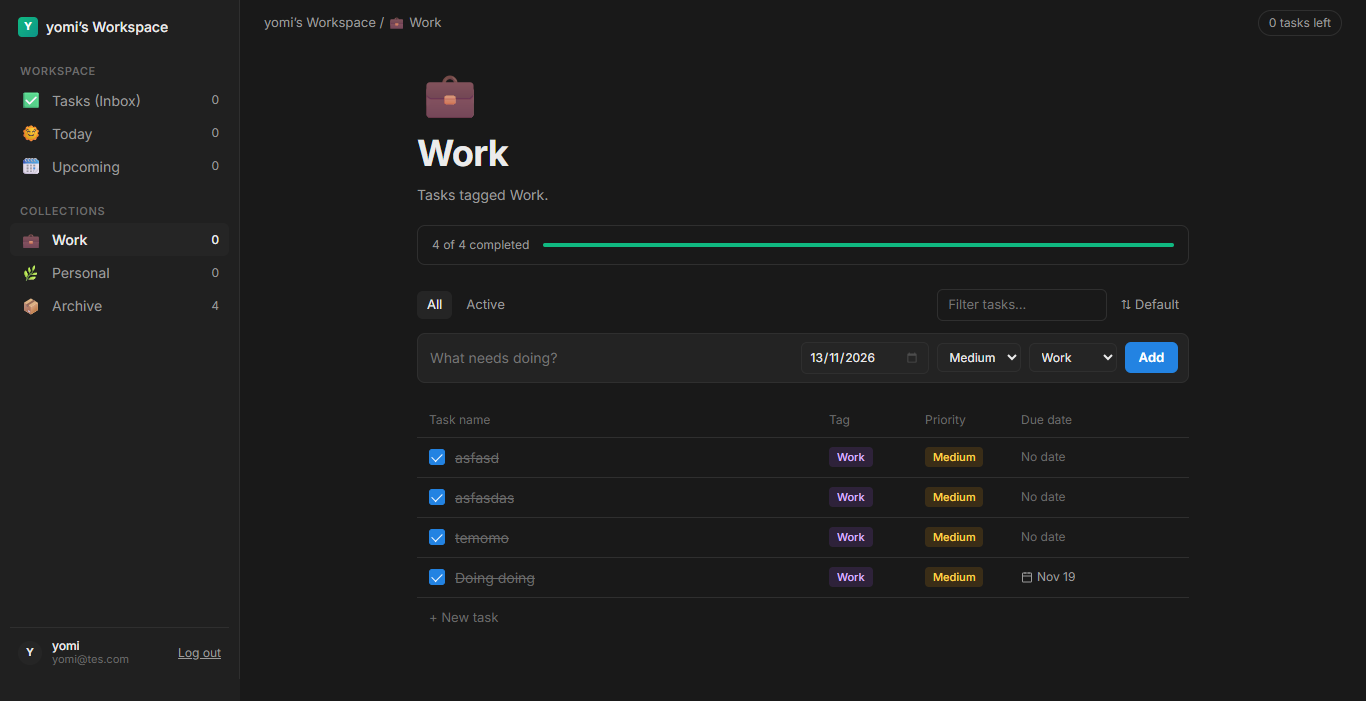 Y yomi's Workspace
WORKSPACE
Tasks (Inbox) 0
Today 0
Upcoming 0
COLLECTIONS
Work 0
Personal 0
Archive 4
Y yomi
yomi@tes.com
Log out
yomi's Workspace / Work
0 tasks left
Work
Tasks tagged Work.
4 of 4 completed
All Active Filter tasks... ⇅ Default
What needs doing? 13/11/2026 Medium Work Add
Task name Tag Priority Due date
asfasd Work Medium No date
asfasdas Work Medium No date
temomo Work Medium No date
Doing doing Work Medium Nov 19
+ New task